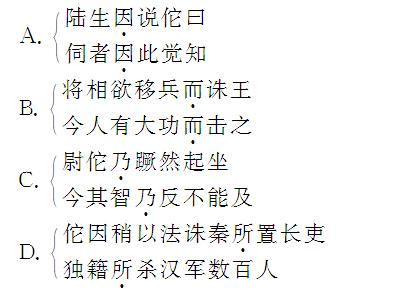 A.
陆生因说佗曰
伺者因此觉知
B.
将相欲移兵而诛王
今人有大功而击之
C.
尉佗乃蹶然起坐
今其智乃反不能及
D.
佗因稍以法诛秦所置长吏
独籍所杀汉军数百人